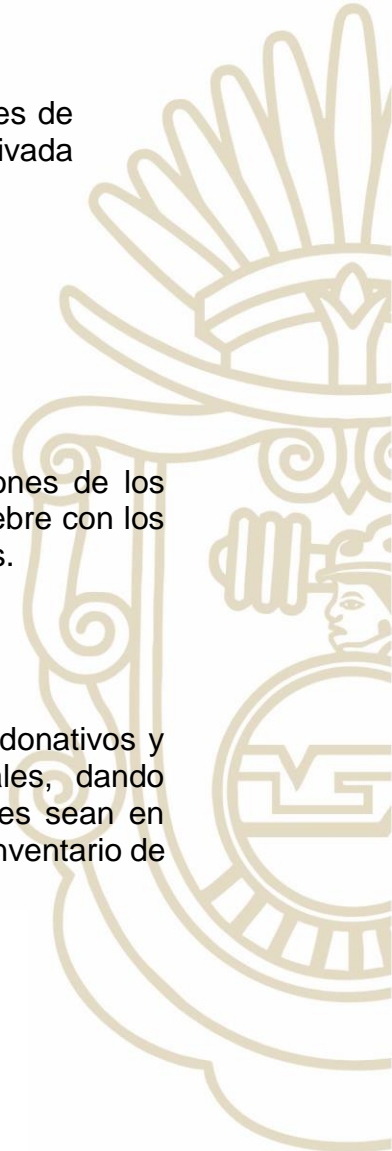 es de
ivada
ones de los
ebre con los
s.
donativos y
ales, dando
es sean en
nventario de